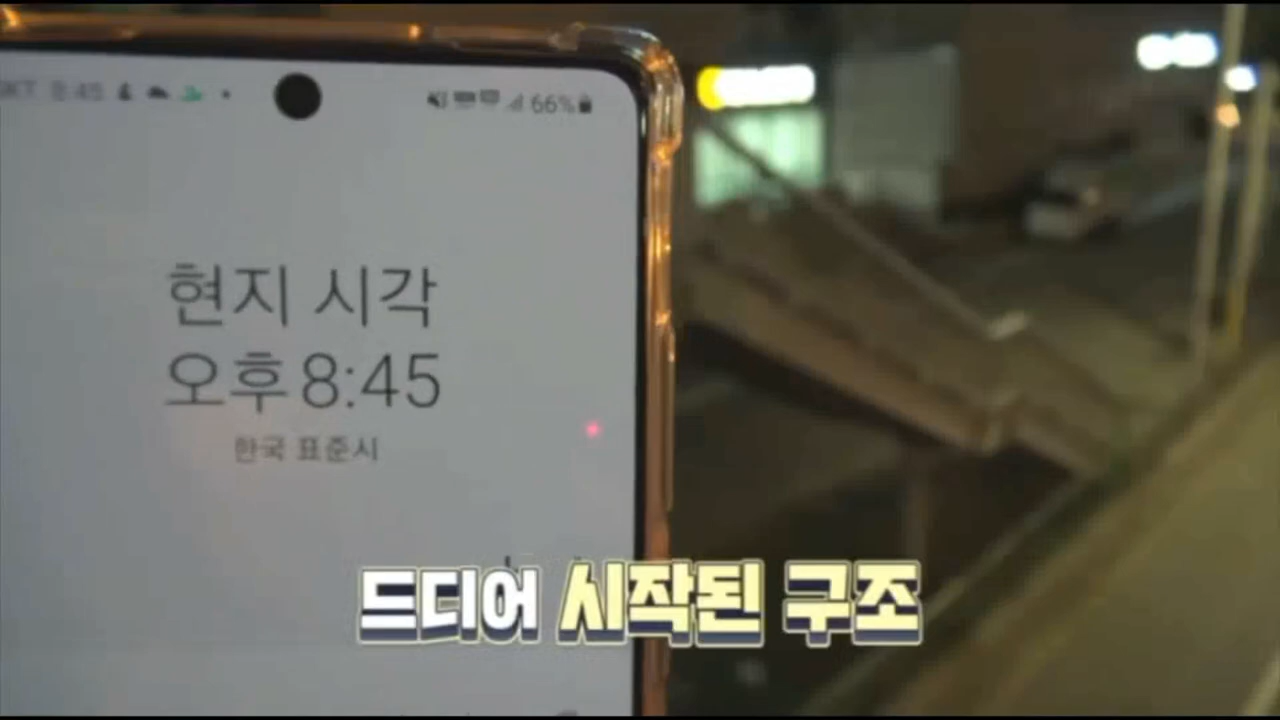 8:45
66%
현지 시각
오후 8:45
한국 표준시
드디어 시작된 구조